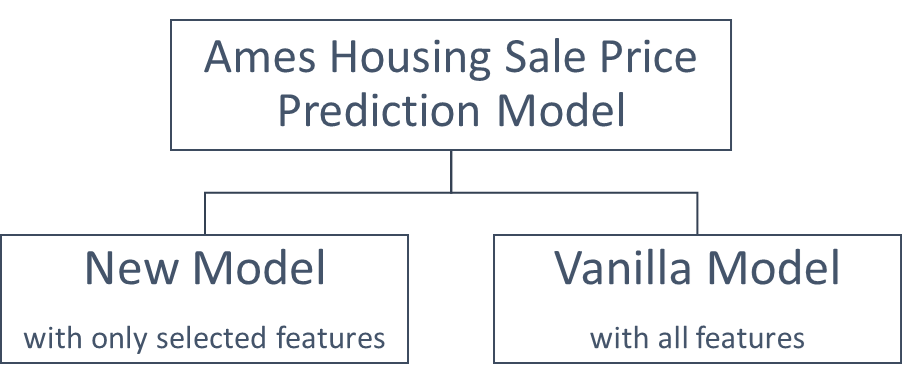 Ames Housing Sale Price
Prediction Model
New Model
with only selected features
Vanilla Model
with all features